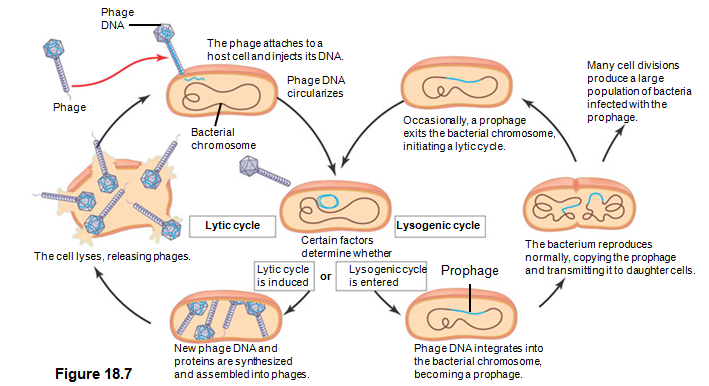 Phage
DNA
The phage attaches to a
host cell and injects its DNA.
Phage
Bacterial
chromosome
Phage DNA
circularizes
Many cell divisions
produce a large
population of bacteria
infected with the
prophage.
Occasionally, a prophage
exits the bacterial chromosome,
initiating a lytic cycle.
Lytic cycle
Lysogenic cycle
Certain factors
determine whether
The cell lyses, releasing phages.
The bacterium reproduces
normally, copying the prophage
and transmitting it to daughter cells.
Lytic cycle
is induced
or
Lysogenic cycle
is entered
Prophage
New phage DNA and
proteins are synthesized
and assembled into phages.
Phage DNA integrates into
the bacterial chromosome,
becoming a prophage.
Figure 18.7